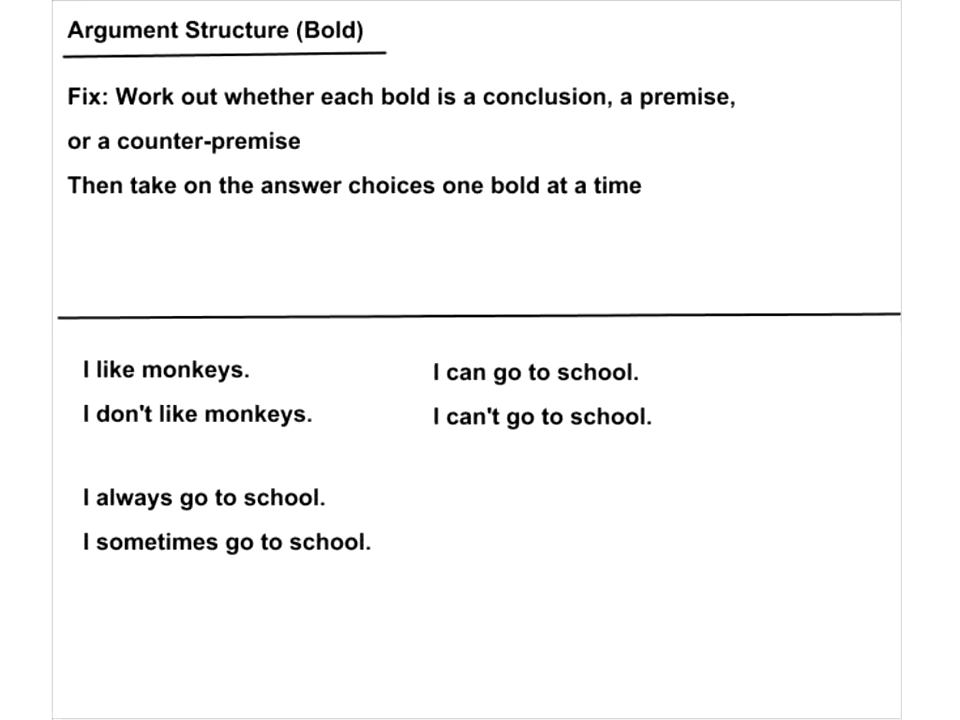 Argument Structure (Bold)
Fix: Work out whether each bold is a conclusion, a premise,
or a counter-premise
Then take on the answer choices one bold at a time
I like monkeys.
I don't like monkeys.
I can go to school.
I can't go to school.
I always go to school.
I sometimes go to school.